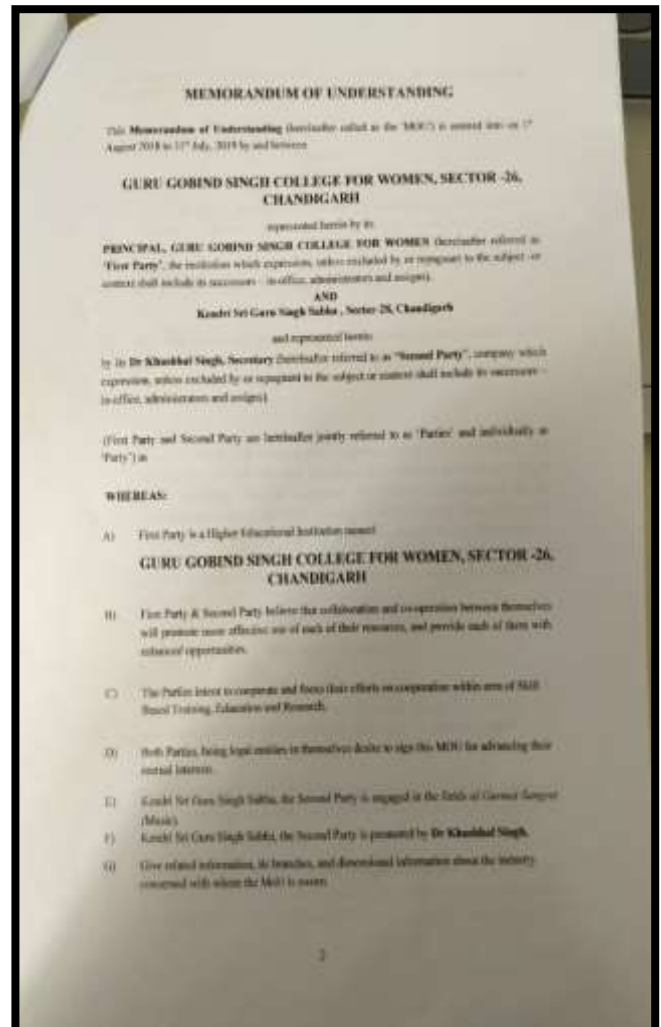 MEMORANDUM OF UNDERSTANDING
This Memorandum of Understanding (hereinafter called as the 'MOU') is entered into on 1st
August 2018 to 31st July, 2019 by and between
GURU GOBIND SINGH COLLEGE FOR WOMEN, SECTOR -26,
CHANDIGARH
represented herein by its
PRINCIPAL, GURU GOBIND SINGH COLLEGE FOR WOMEN (hereinafter referred as
'First Party', the institution which expression, unless excluded by or repugnant to the subject or
context shall include its successors – in-office, administrators and assigns).
AND
Kendri Sri Guru Singh Sabha , Sector-28, Chandigarh
and represented herein
by its Dr Khushhal Singh, Secretary (hereinafter referred to as "Second Party", company which
expression, unless excluded by or repugnant to the subject or context shall include its successors –
in-office, administrators and assigns).
(First Party and Second Party are hereinafter jointly referred to as 'Parties' and individually as
'Party') as
WHEREAS:
A) First Party is a Higher Educational Institution named:
GURU GOBIND SINGH COLLEGE FOR WOMEN, SECTOR -26,
CHANDIGARH
B) First Party & Second Party believe that collaboration and co-operation between themselves
will promote more effective use of each of their resources, and provide each of them with
enhanced opportunities.
C) The Parties intent to cooperate and focus their efforts on cooperation within area of Skill
Based Training, Education and Research.
D) Both Parties, being legal entities in themselves desire to sign this MOU for advancing their
mutual interests.
E) Kendri Sri Guru Singh Sabha, the Second Party is engaged in the fields of Gurmat Sangeet
(Music).
F) Kendri Sri Guru Singh Sabha, the Second Party is promoted by Dr Khushhal Singh.
G) Give related information, its branches, and dimensional information about the industry
concerned with whom the MoU is sworn.
2